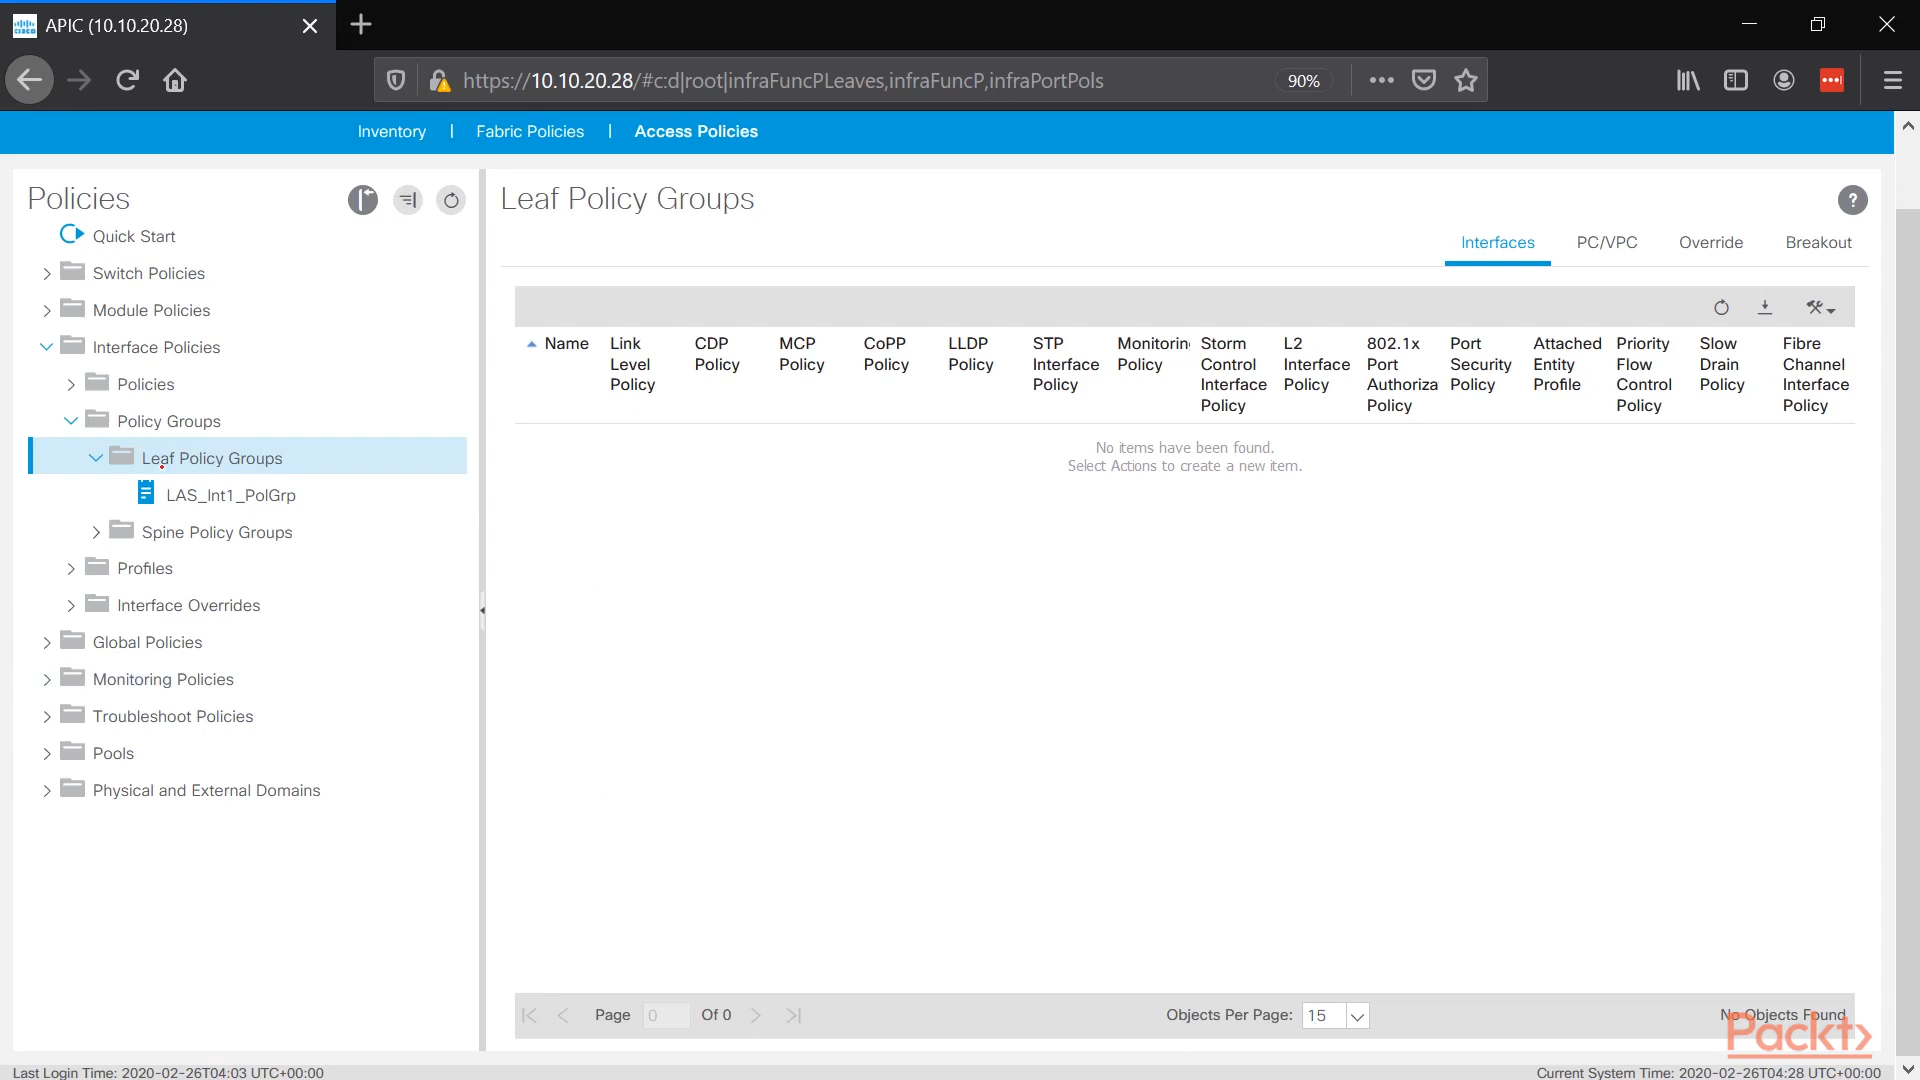 APIC (10.10.20.28)
https://10.10.20.28/#c:d|root|infraFuncPLeaves,infraFuncP,infraPortPols
90%
Inventory | Fabric Policies | Access Policies
Policies
Quick Start
Switch Policies
Module Policies
Interface Policies
Policies
Policy Groups
Leaf Policy Groups
LAS_Int1_PolGrp
Spine Policy Groups
Profiles
Interface Overrides
Global Policies
Monitoring Policies
Troubleshoot Policies
Pools
Physical and External Domains
Leaf Policy Groups
?
Interfaces PC/VPC Override Breakout
Name
Link Level Policy
CDP Policy
MCP Policy
CoPP Policy
LLDP Policy
STP Interface Policy
Monitorin Policy
Storm Control Interface Policy
L2 Interface Policy
802.1x Port Authoriza Policy
Port Security Policy
Attached Entity Profile
Priority Flow Control Policy
Slow Drain Policy
Fibre Channel Interface Policy
No items have been found.
Select Actions to create a new item.
Page 0 Of 0 Objects Per Page: 15 No Objects Found
Packt
Last Login Time: 2020-02-26T04:03 UTC+00:00 Current System Time: 2020-02-26T04:28 UTC+00:00